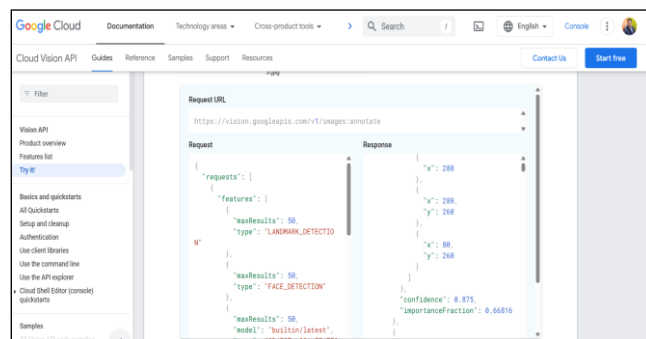 Google Cloud
Documentation
Technology areas
Cross-product tools
Search
/
English
Console
Cloud Vision API
Guides
Reference
Samples
Support
Resources
Contact Us
Start free
Filter
Vision API
Product overview
Features list
Try it!
Basics and quickstarts
All Quickstarts
Setup and cleanup
Authentication
Use client libraries
Use the command line
Use the API explorer
Cloud Shell Editor (console)
quickstarts
Samples
Request URL
https://vision.googleapis.com/v1/images:annotate
Request
{
"requests": [
{
"features": [
{
"maxResults": 50,
"type": "LANDMARK_DETECTIO
N"
},
{
"maxResults": 50,
"type": "FACE_DETECTION"
},
{
"maxResults": 50,
"model": "builtin/latest",
Response
{
"x": 288
},
{
"x": 288,
"y": 260
},
{
"x": 80,
"y": 260
}
]
},
"confidence": 0.875,
"importanceFraction": 0.66816
},
{